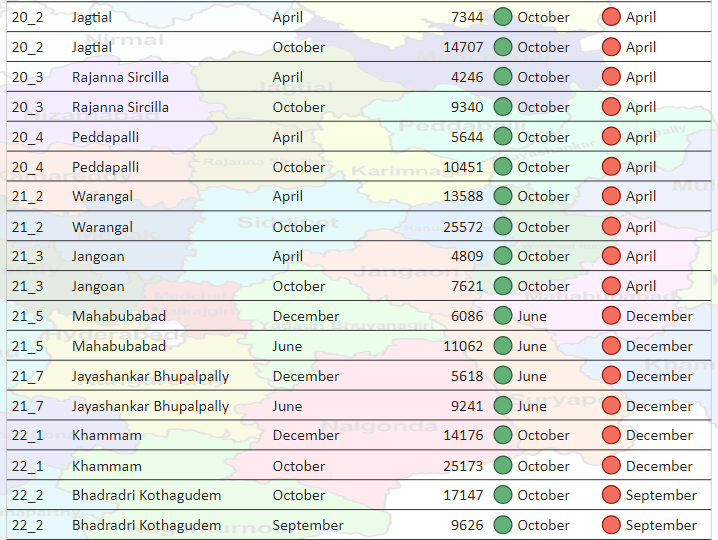 20_2 Jagtial April 7344 October April
20_2 Jagtial October 14707 October April
20_3 Rajanna Sircilla April 4246 October April
20_3 Rajanna Sircilla October 9340 October April
20_4 Peddapalli April 5644 October April
20_4 Peddapalli October 10451 October April
21_2 Warangal April 13588 October April
21_2 Warangal October 25572 October April
21_3 Jangoan April 4809 October April
21_3 Jangoan October 7621 October April
21_5 Mahabubabad December 6086 June December
21_5 Mahabubabad June 11062 June December
21_7 Jayashankar Bhupalpally December 5618 June December
21_7 Jayashankar Bhupalpally June 9241 June December
22_1 Khammam December 14176 October December
22_1 Khammam October 25173 October December
22_2 Bhadradri Kothagudem October 17147 October September
22_2 Bhadradri Kothagudem September 9626 October September